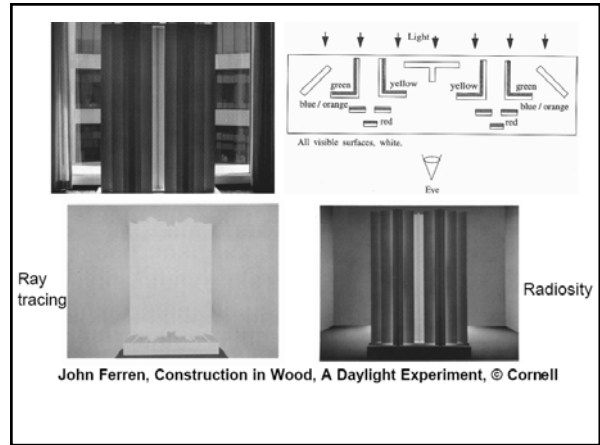 Light
green
yellow
yellow
green
blue / orange
blue / orange
red
red
All visible surfaces, white.
Eye
Ray
tracing
Radiosity
John Ferren, Construction in Wood, A Daylight Experiment, © Cornell